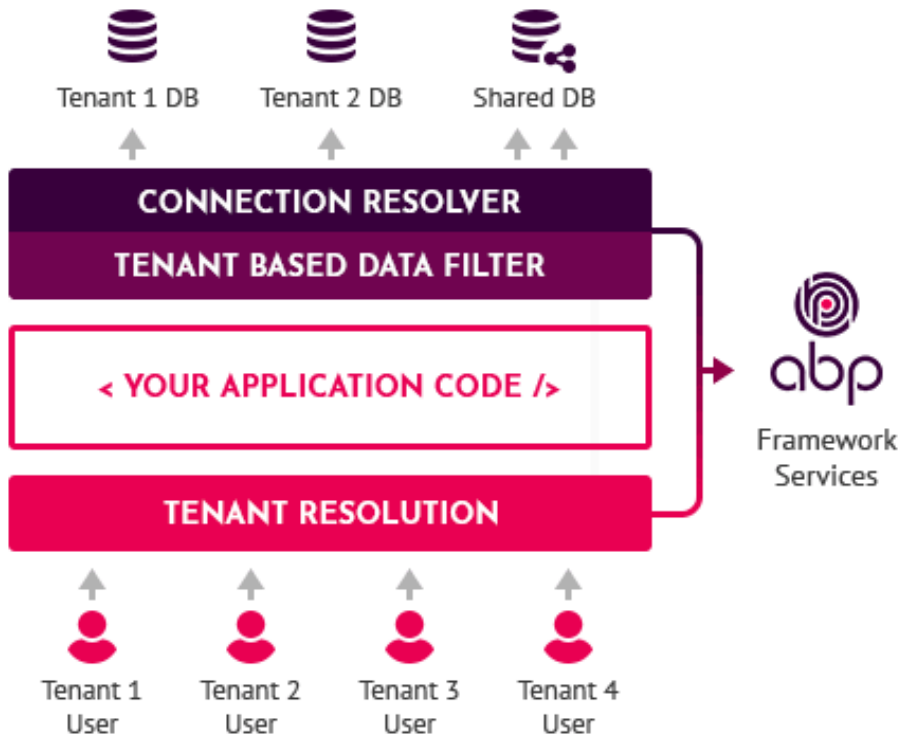 Tenant 1 DB
Tenant 2 DB
Shared DB
CONNECTION RESOLVER
TENANT BASED DATA FILTER
< YOUR APPLICATION CODE />
abp
Framework
Services
TENANT RESOLUTION
Tenant 1
User
Tenant 2
User
Tenant 3
User
Tenant 4
User